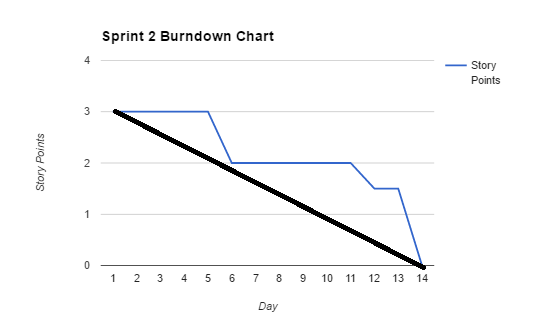 Sprint 2 Burndown Chart
4
Story
Points
3
2
1
0
Story Points
1 2 3 4 5 6 7 8 9 10 11 12 13 14
Day